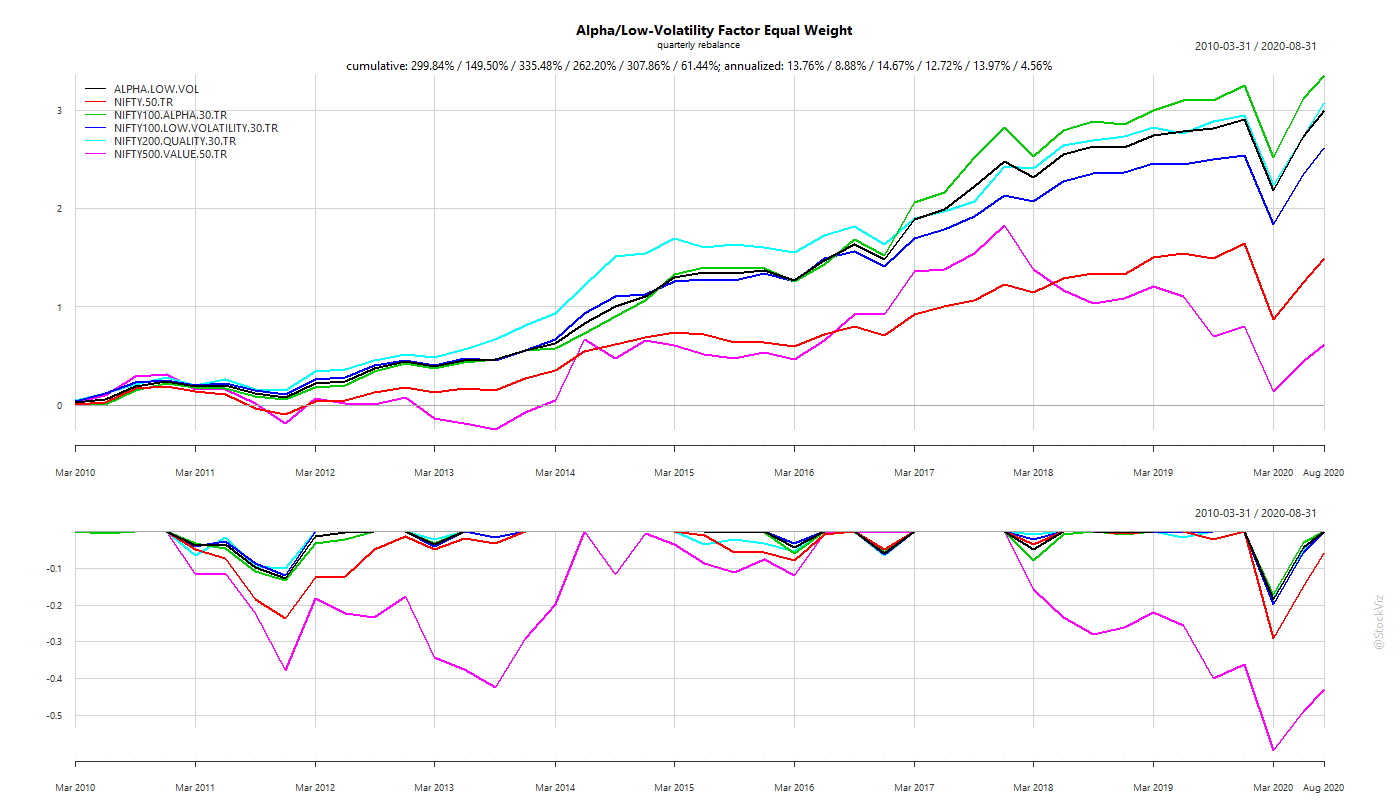 Alpha/Low-Volatility Factor Equal Weight
quarterly rebalance
2010-03-31 / 2020-08-31
cumulative: 299.84% / 149.50% / 335.48% / 262.20% / 307.86% / 61.44%; annualized: 13.76% / 8.88% / 14.67% / 12.72% / 13.97% / 4.56%
ALPHA.LOW.VOL
NIFTY.50.TR
NIFTY100.ALPHA.30.TR
NIFTY100.LOW.VOLATILITY.30.TR
NIFTY200.QUALITY.30.TR
NIFTY500.VALUE.50.TR
3
2
1
0
Mar 2010 Mar 2011 Mar 2012 Mar 2013 Mar 2014 Mar 2015 Mar 2016 Mar 2017 Mar 2018 Mar 2019 Mar 2020 Aug 2020
2010-03-31 / 2020-08-31
-0.1
-0.2
-0.3
-0.4
-0.5
Mar 2010 Mar 2011 Mar 2012 Mar 2013 Mar 2014 Mar 2015 Mar 2016 Mar 2017 Mar 2018 Mar 2019 Mar 2020 Aug 2020
@StockViz